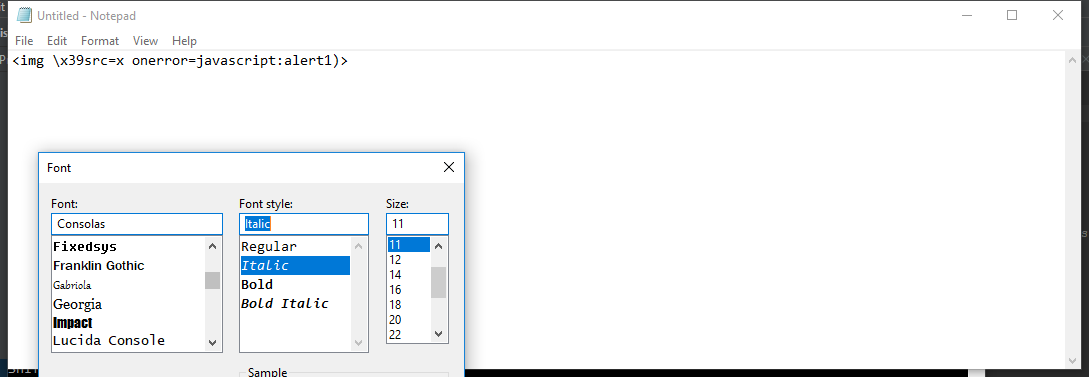 Untitled - Notepad
File Edit Format View Help
<img \x39src=x onerror=javascript:alert1)>
Font
Font: Font style: Size:
Consolas Italic 11
Fixedsys Regular 11
Franklin Gothic Italic 12
Gabriola Bold 14
Georgia Bold Italic 16
Impact 18
Lucida Console 20
22
Sample